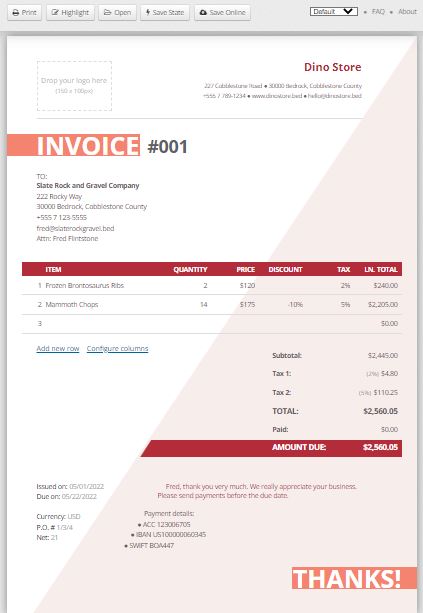 Print Highlight Open Save State Save Online Default • FAQ • About
Drop your logo here
(150 x 100px)
Dino Store
227 Cobblestone Road ● 30000 Bedrock, Cobblestone County
+555 7 789-1234 ● www.dinostore.bed ● hello@dinostore.bed
INVOICE #001
TO:
Slate Rock and Gravel Company
222 Rocky Way
30000 Bedrock, Cobblestone County
+555 7 123-5555
fred@slaterockgravel.bed
Attn: Fred Flintstone
ITEM QUANTITY PRICE DISCOUNT TAX LN. TOTAL
1 Frozen Brontosaurus Ribs 2 $120 2% $240.00
2 Mammoth Chops 14 $175 -10% 5% $2,205.00
3 $0.00
Add new row Configure columns
Subtotal: $2,445.00
Tax 1: (2%) $4.80
Tax 2: (5%) $110.25
TOTAL: $2,560.05
Paid: $0.00
AMOUNT DUE: $2,560.05
Issued on: 05/01/2022
Due on: 05/22/2022
Currency: USD
P.O. # 1/3/4
Net: 21
Fred, thank you very much. We really appreciate your business.
Please send payments before the due date.
Payment details:
● ACC 123006705
● IBAN US100000060345
● SWIFT BOA447
THANKS!